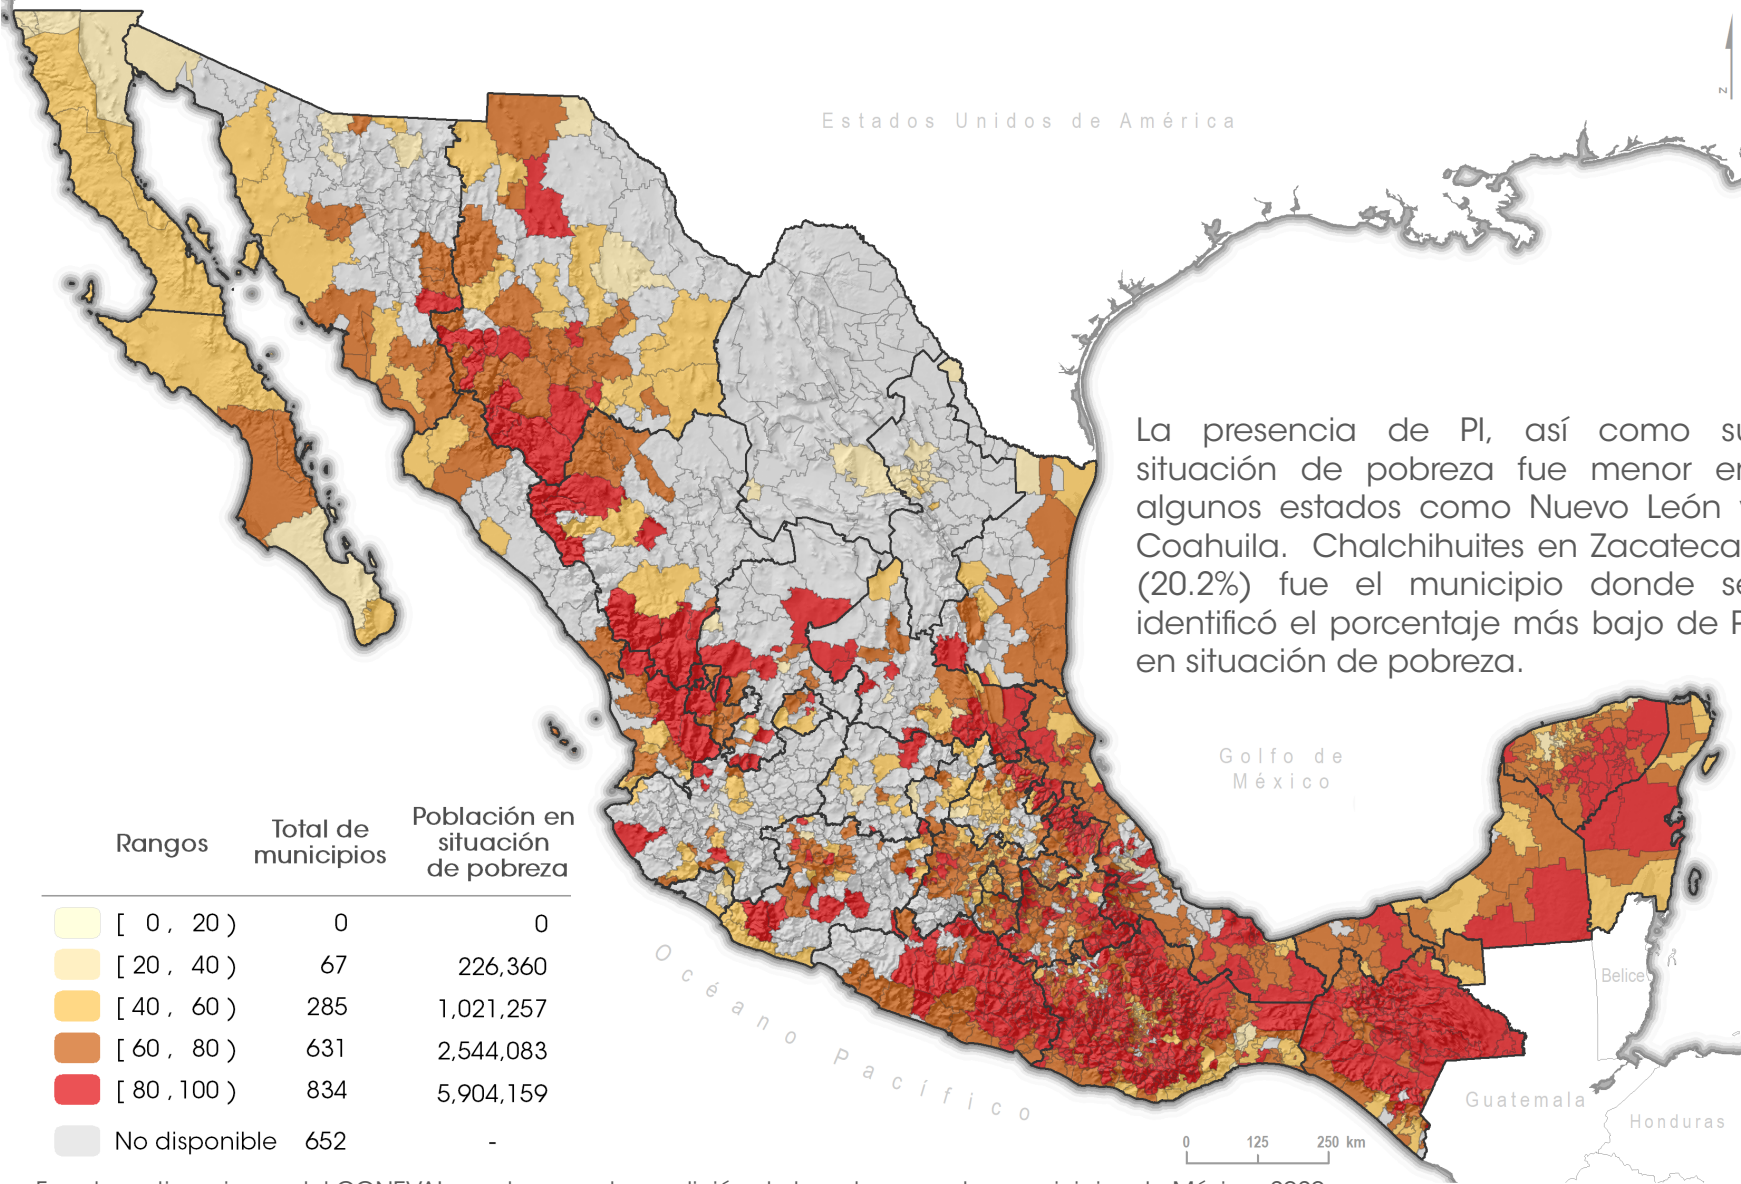 N
Estados Unidos de América
La presencia de PI, así como su
situación de pobreza fue menor en
algunos estados como Nuevo León
Coahuila. Chalchihuites en
(20.2%) fue el municipio donde se
identificó el porcentaje más bajo de
en situación de pobreza.
Golfo de
México
Rangos
Total de
municipios
Población en
situación
de pobreza
[ 0 , 20 ) 0 0
[ 20 , 40 ) 67 226,360
[ 40 , 60 ) 285 1,021,257
[ 60 , 80 ) 631 2,544,083
[ 80 , 100 ) 834 5,904,159
No disponible 652 -
Océano Pacífico
Belice
Guatemala
Honduras
0 125 250 km